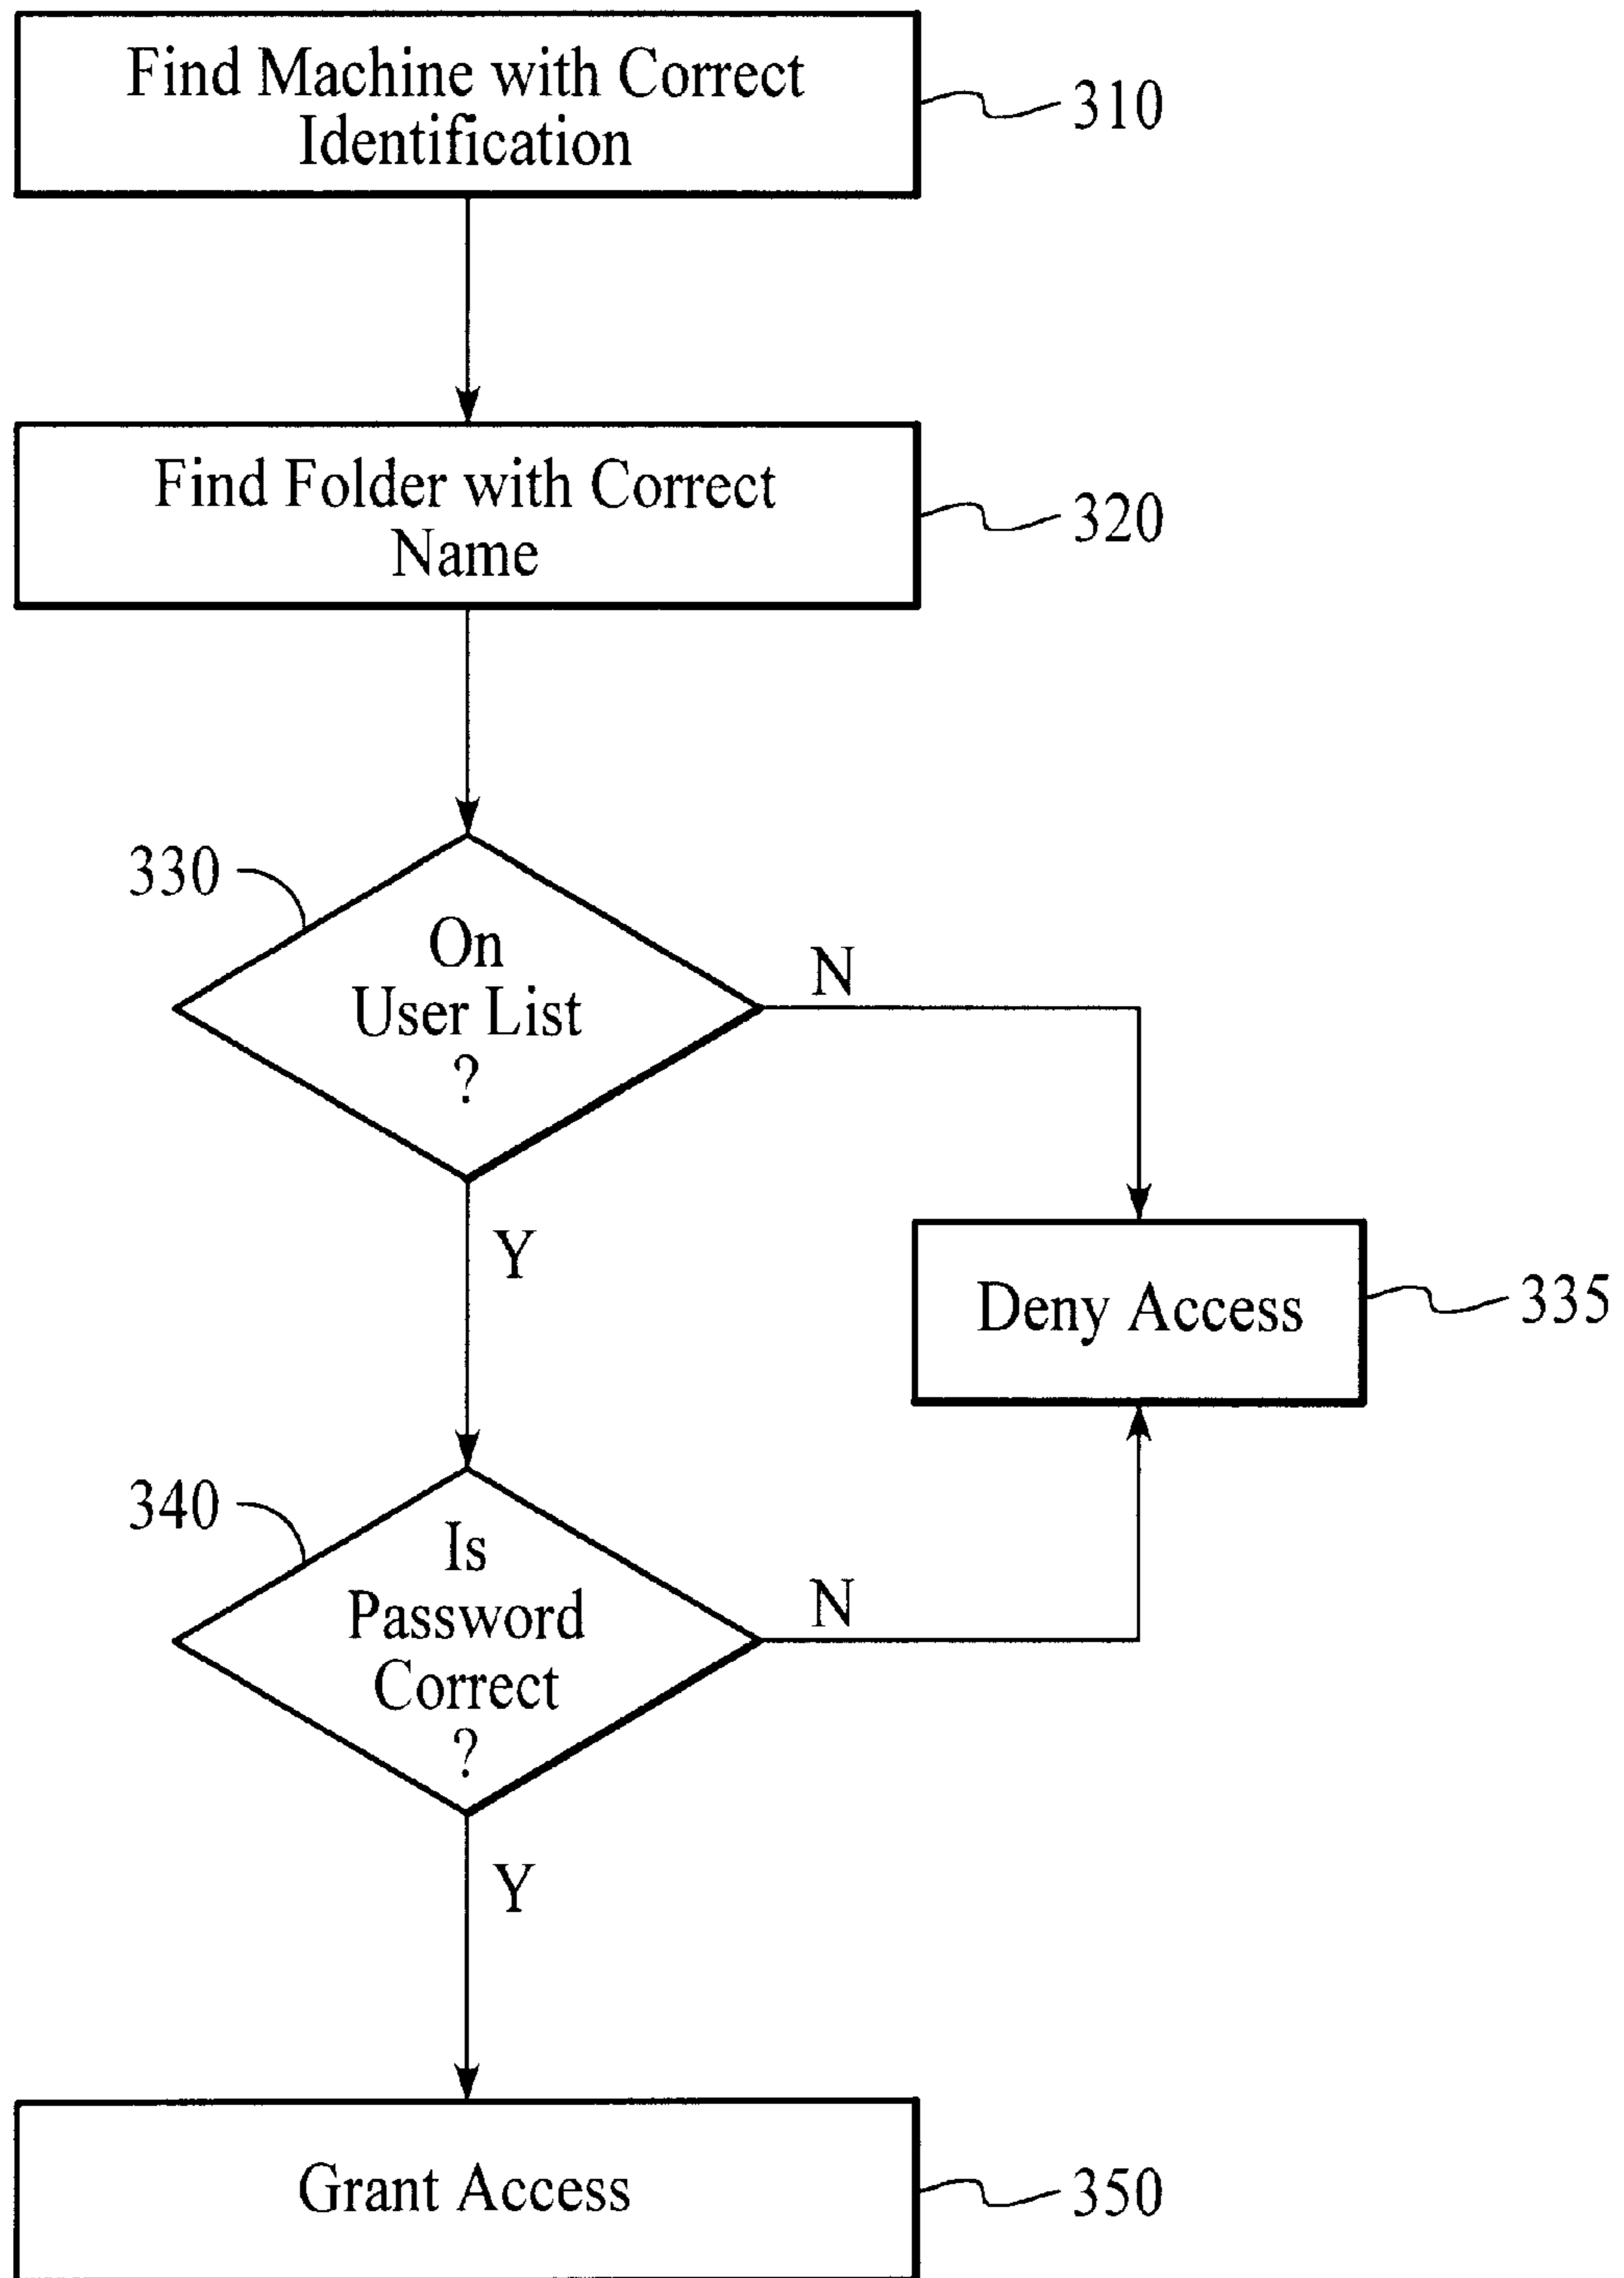 Find Machine with Correct
Identification
310
Find Folder with Correct
Name
320
330
On
User List
?
N
Y
Deny Access
335
340
Is
Password
Correct
?
N
Y
Grant Access
350